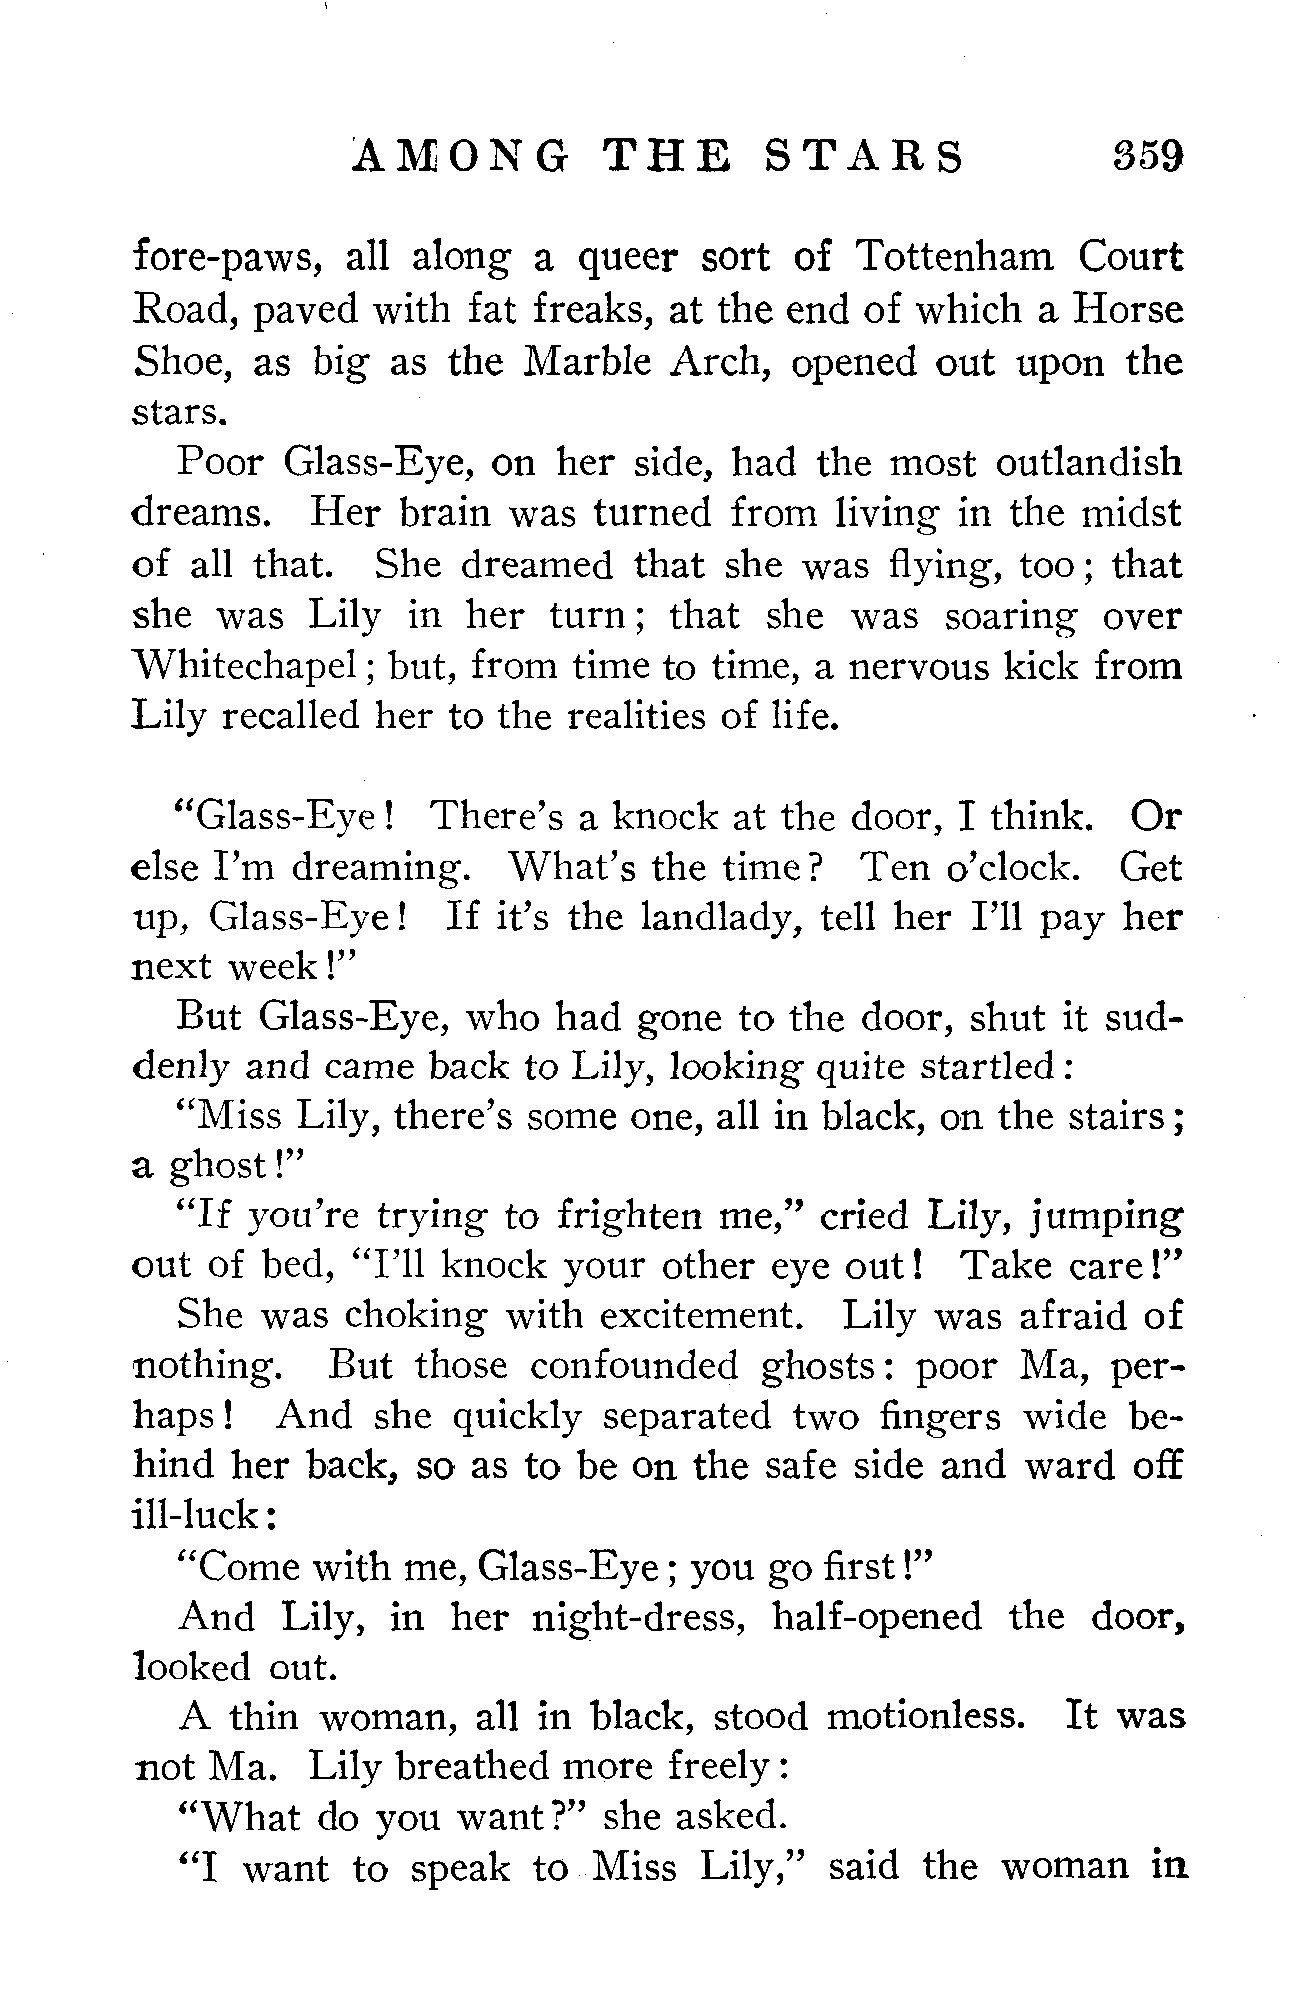 AMONG THE STARS 359
fore-paws, all along a queer sort of Tottenham Court
Road, paved with fat freaks, at the end of which a Horse
Shoe, as big as the Marble Arch, opened out upon the
stars.
Poor Glass-Eye, on her side, had the most outlandish
dreams. Her brain was turned from living in the midst
of all that. She dreamed that she was flying, too; that
she was Lily in her turn; that she was soaring over
Whitechapel; but, from time to time, a nervous kick from
Lily recalled her to the realities of life.
"Glass-Eye! There's a knock at the door, I think. Or
else I'm dreaming. What's the time? Ten o'clock. Get
up, Glass-Eye! If it's the landlady, tell her I'll pay her
next week!"
But Glass-Eye, who had gone to the door, shut it sud-
denly and came back to Lily, looking quite startled:
"Miss Lily, there's some one, all in black, on the stairs;
a ghost!"
"If you're trying to frighten me," cried Lily, jumping
out of bed, "I'll knock your other eye out! Take care!"
She was choking with excitement. Lily was afraid of
nothing. But those confounded ghosts: poor Ma, per-
haps! And she quickly separated two fingers wide be-
hind her back, so as to be on the safe side and ward off
ill-luck:
"Come with me, Glass-Eye; you go first!"
And Lily, in her night-dress, half-opened the door,
looked out.
A thin woman, all in black, stood motionless. It was
not Ma. Lily breathed more freely:
"What do you want?" she asked.
"I want to speak to Miss Lily," said the woman in